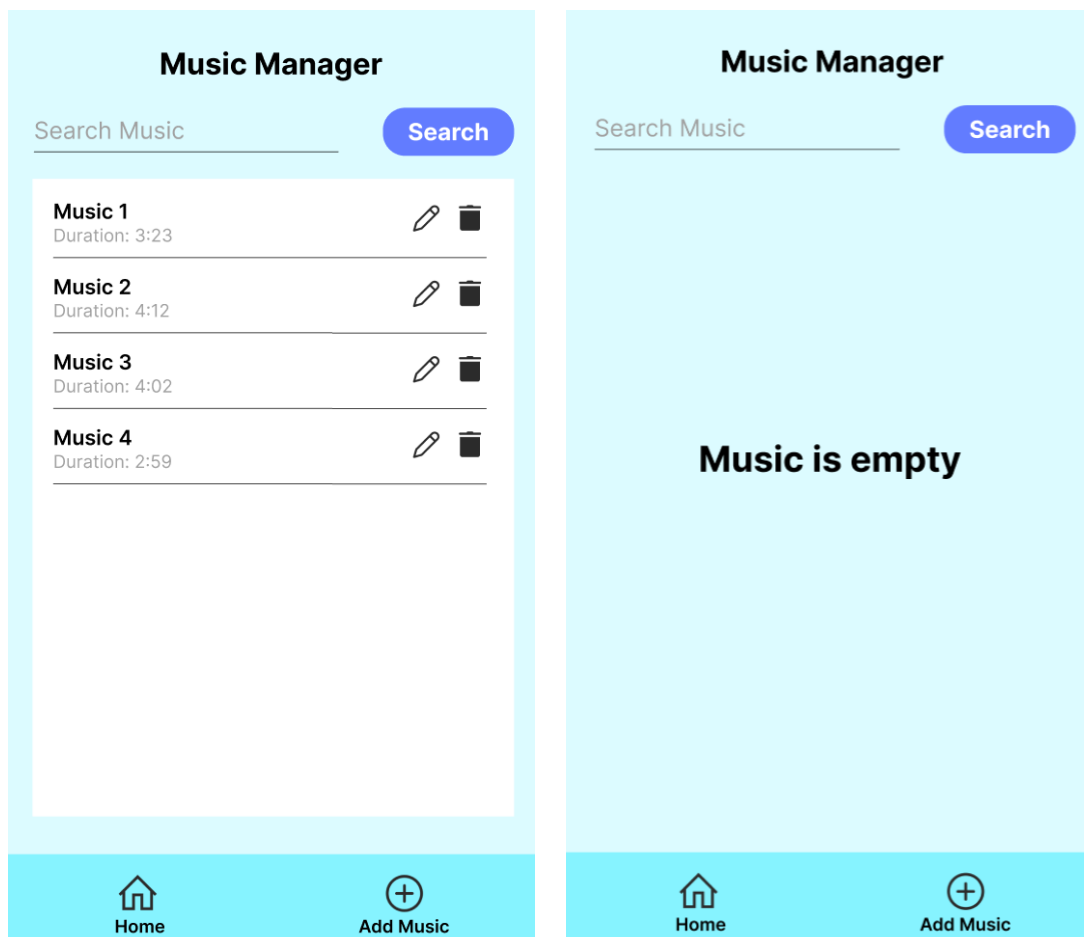 Music Manager
Search Music
Search
Music 1
Duration: 3:23
Music 2
Duration: 4:12
Music 3
Duration: 4:02
Music 4
Duration: 2:59
Home
Add Music
Music Manager
Search Music
Search
Music is empty
Home
Add Music